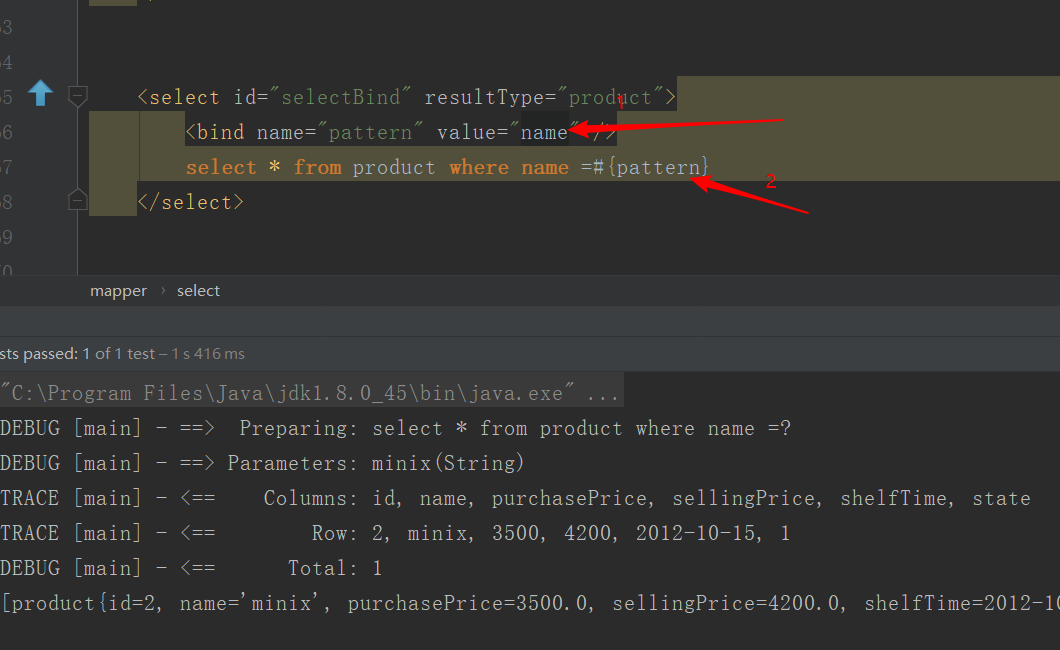 3
4
5 <select id="selectBind" resultType="product">
1
6 <bind name="pattern" value="name" />
7 select * from product where name =#{pattern}
2
8 </select>
9
0
mapper › select
sts passed: 1 of 1 test – 1 s 416 ms
"C:\Program Files\Java\jdk1.8.0_45\bin\java.exe" ...
DEBUG [main] - ==> Preparing: select * from product where name =?
DEBUG [main] - ==> Parameters: minix(String)
TRACE [main] - <== Columns: id, name, purchasePrice, sellingPrice, shelfTime, state
TRACE [main] - <== Row: 2, minix, 3500, 4200, 2012-10-15, 1
DEBUG [main] - <== Total: 1
[product{id=2, name='minix', purchasePrice=3500.0, sellingPrice=4200.0, shelfTime=2012-10